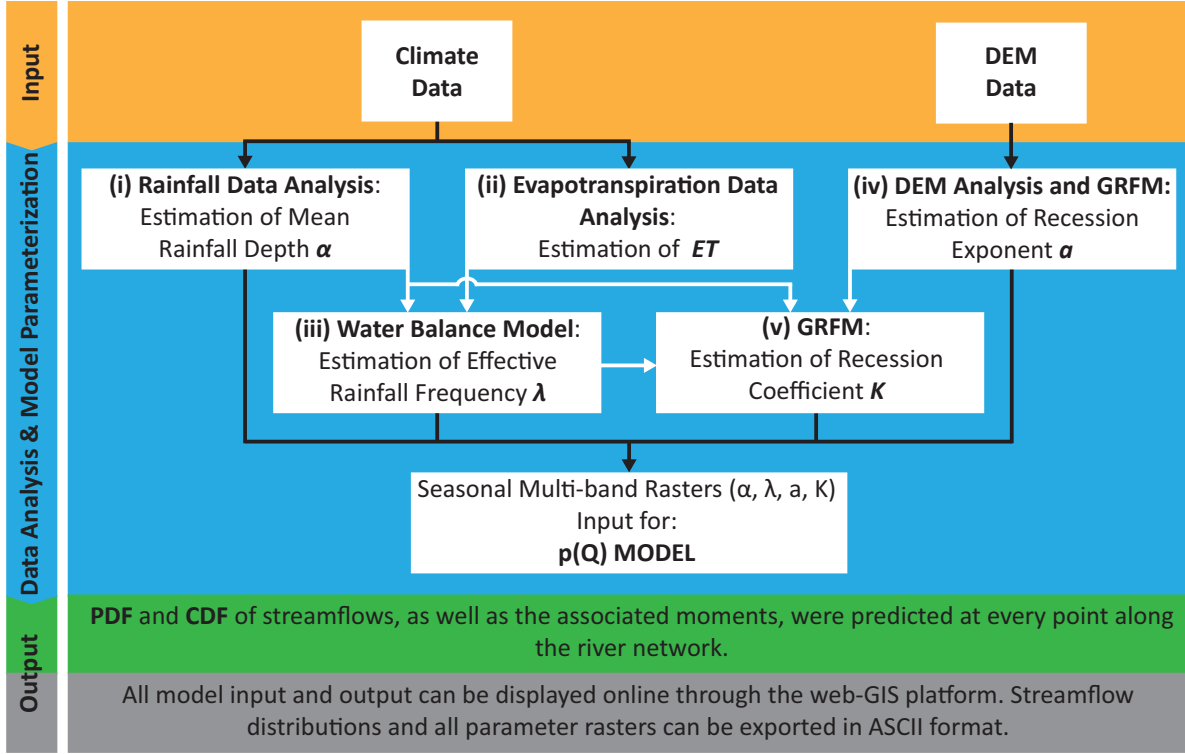 Input
Climate
Data
DEM
Data
Data Analysis & Model Parameterization
(i) Rainfall Data Analysis:
Estimation of Mean
Rainfall Depth α
(ii) Evapotranspiration Data
Analysis:
Estimation of ET
(iv) DEM Analysis and GRFM:
Estimation of Recession
Exponent a
(iii) Water Balance Model:
Estimation of Effective
Rainfall Frequency λ
(v) GRFM:
Estimation of Recession
Coefficient K
Seasonal Multi-band Rasters (α, λ, a, K)
Input for:
p(Q) MODEL
Output
PDF and CDF of streamflows, as well as the associated moments, were predicted at every point along
the river network.
All model input and output can be displayed online through the web-GIS platform. Streamflow
distributions and all parameter rasters can be exported in ASCII format.